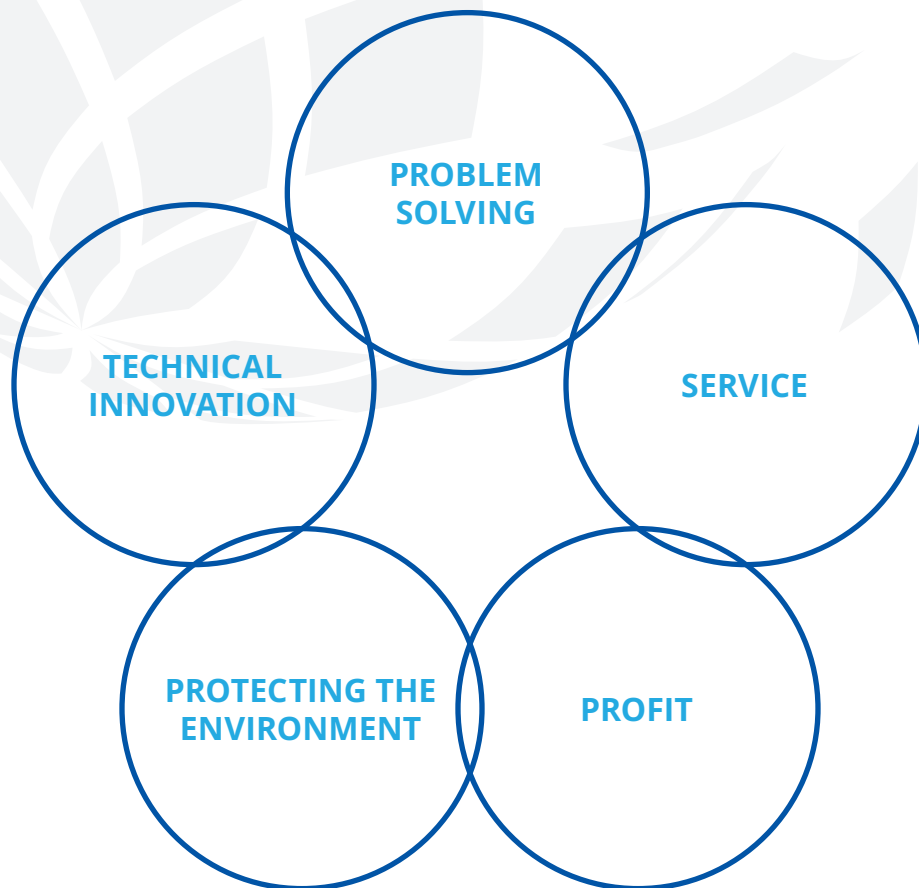 PROBLEM
SOLVING
TECHNICAL
INNOVATION
SERVICE
PROTECTING THE
ENVIRONMENT
PROFIT